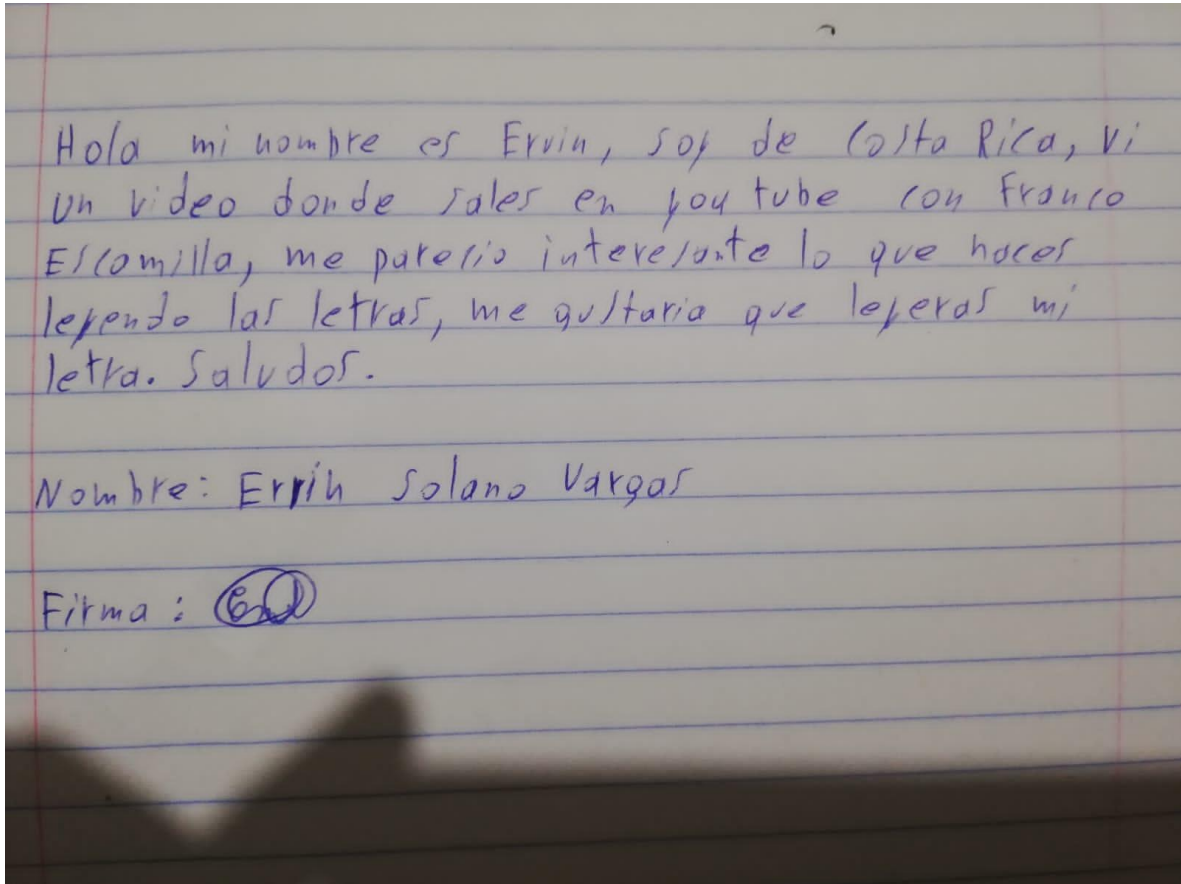 Hola mi nombre es Ervin, soy de Costa Rica, vi
un video donde sales en you tube con Franco
Escamilla, me parecio interesante lo que haces
leyendo las letras, me gustaria que leyeras mi
letra. Saludos.
Nombre: Ervin Solano Vargas
Firma: